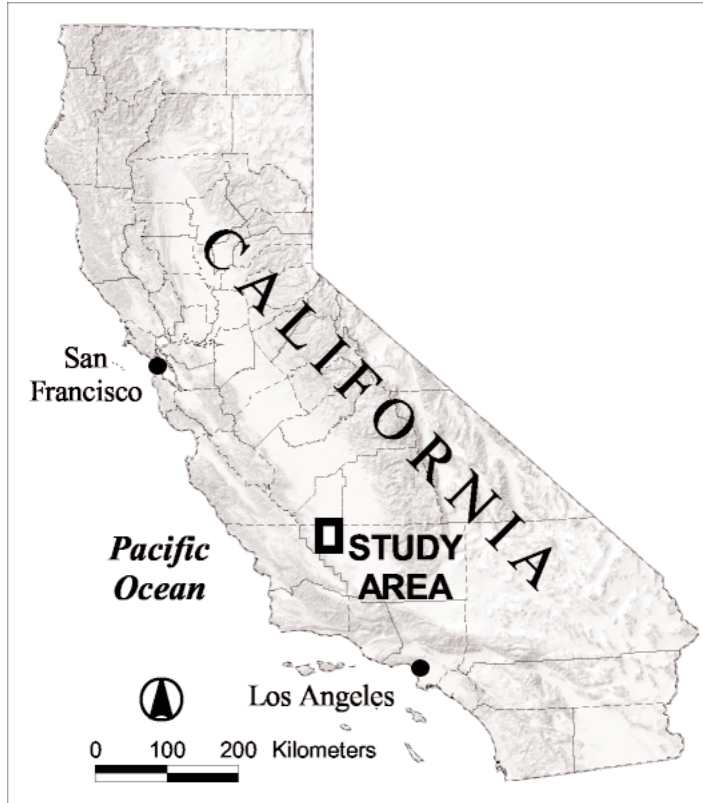 CALIFORNIA
San
Francisco
Pacific
Ocean
STUDY
AREA
Los Angeles
0 100 200 Kilometers